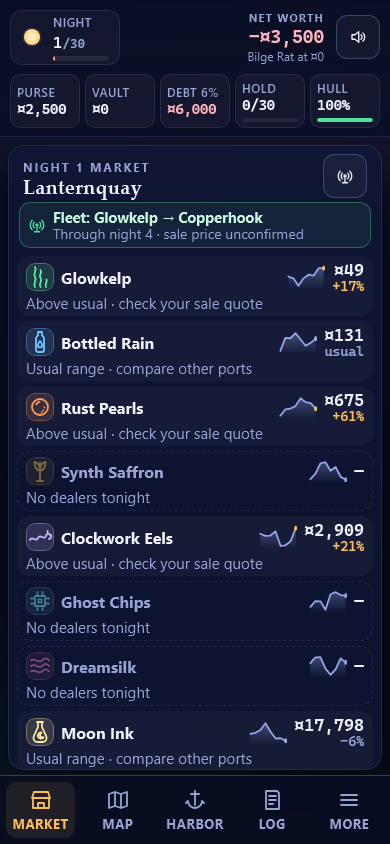 NIGHT
1/30
NET WORTH
−¤3,500
Bilge Rat at ¤0
PURSE
¤2,500
VAULT
¤0
DEBT 6%
¤6,000
HOLD
0/30
HULL
100%
NIGHT 1 MARKET
Lanternquay
Fleet: Glowkelp → Copperhook
Through night 4 · sale price unconfirmed
Glowkelp
¤49
+17%
Above usual · check your sale quote
Bottled Rain
¤131
usual
Usual range · compare other ports
Rust Pearls
¤675
+61%
Above usual · check your sale quote
Synth Saffron
—
No dealers tonight
Clockwork Eels
¤2,909
+21%
Above usual · check your sale quote
Ghost Chips
—
No dealers tonight
Dreamsilk
—
No dealers tonight
Moon Ink
¤17,798
−6%
Usual range · compare other ports
MARKET
MAP
HARBOR
LOG
MORE